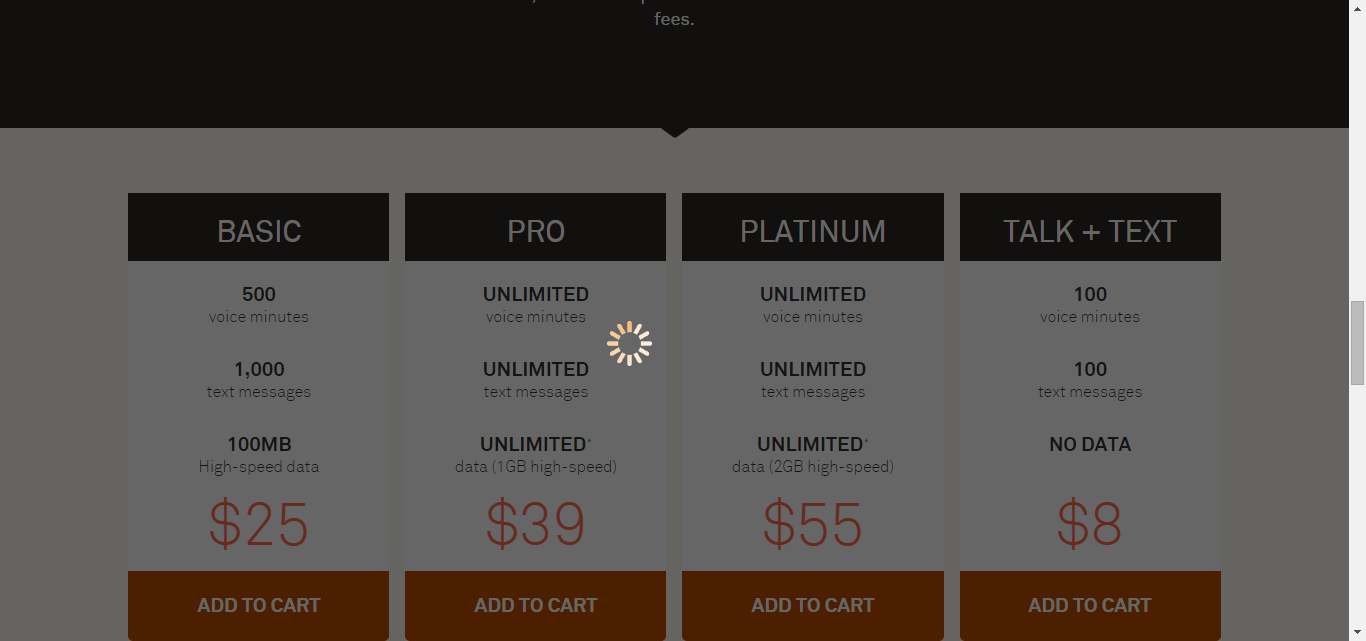 fees.
BASIC
500
voice minutes
1,000
text messages
100MB
High-speed data
$25
ADD TO CART
PRO
UNLIMITED
voice minutes
UNLIMITED
text messages
UNLIMITED*
data (1GB high-speed)
$39
ADD TO CART
PLATINUM
UNLIMITED
voice minutes
UNLIMITED
text messages
UNLIMITED*
data (2GB high-speed)
$55
ADD TO CART
TALK + TEXT
100
voice minutes
100
text messages
NO DATA
$8
ADD TO CART